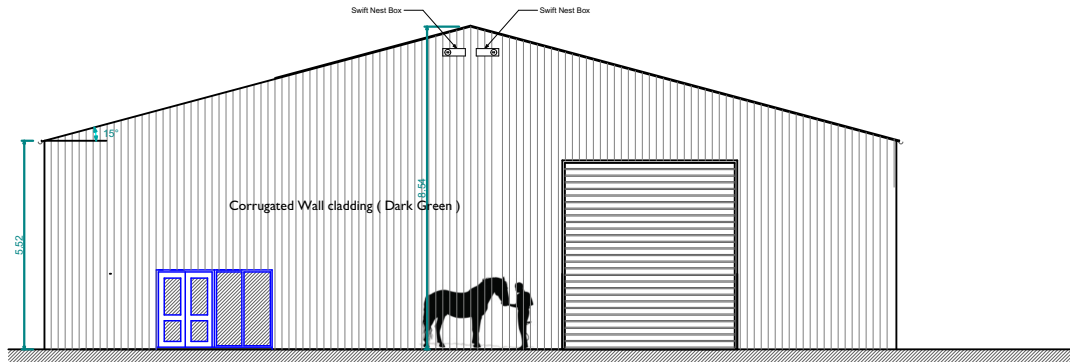 Swift Nest Box
Swift Nest Box
15°
8.54
Corrugated Wall cladding ( Dark Green )
5.52